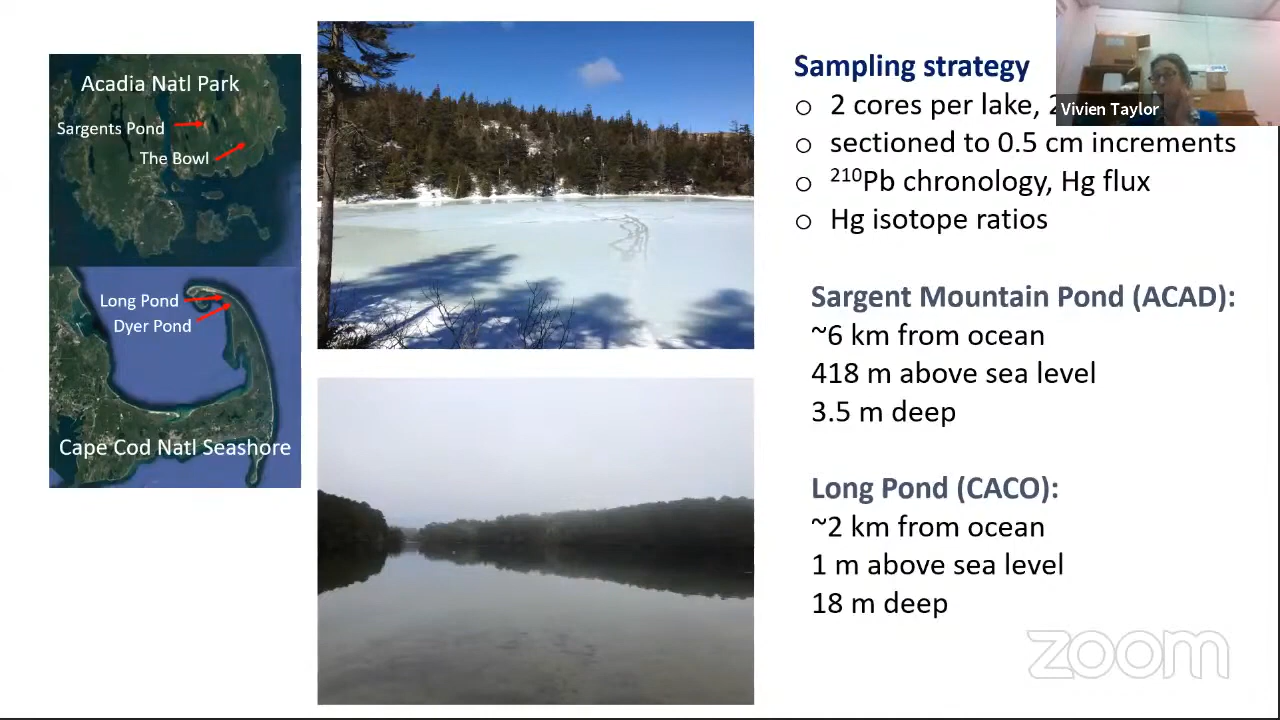 Acadia Natl Park
Sargents Pond
The Bowl
Long Pond
Dyer Pond
Cape Cod Natl Seashore
Sampling strategy
o 2 cores per lake,
o sectioned to 0.5 cm increments
o 210Pb chronology, Hg flux
o Hg isotope ratios
Sargent Mountain Pond (ACAD):
~6 km from ocean
418 m above sea level
3.5 m deep
Long Pond (CACO):
~2 km from ocean
1 m above sea level
18 m deep
Vivien Taylor
zoom